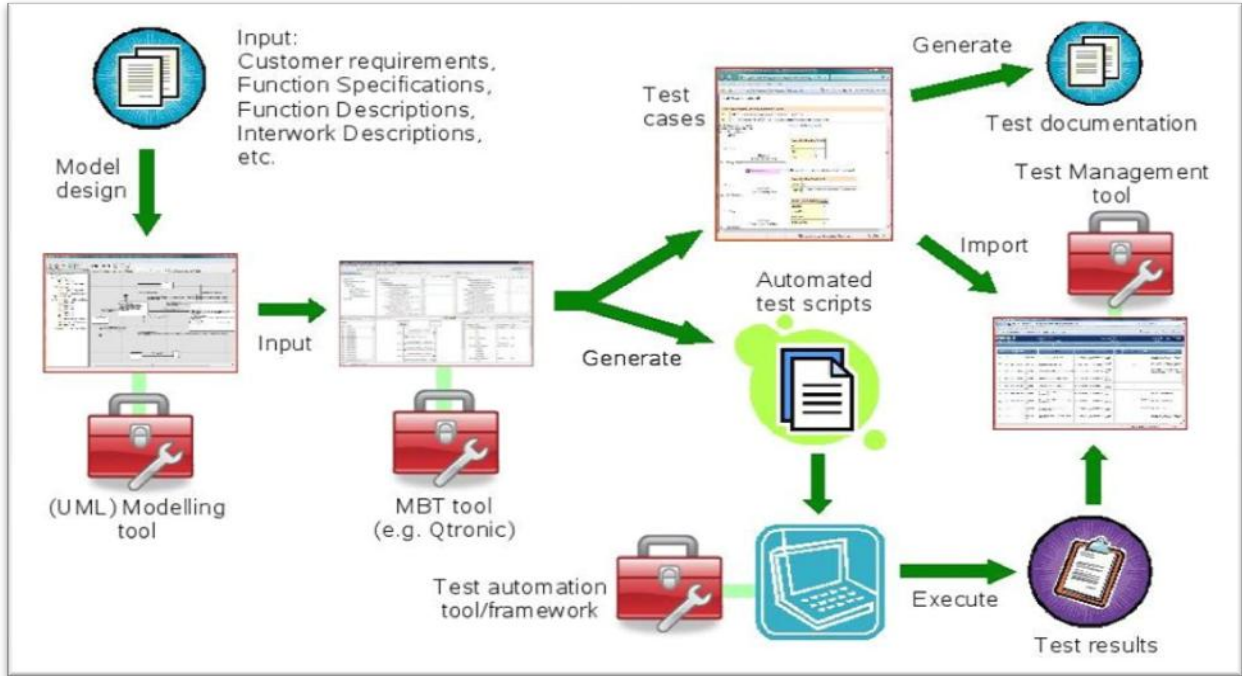 Input:
Customer requirements,
Function Specifications,
Function Descriptions,
Interwork Descriptions,
etc.
Model
design
Input
(UML) Modelling
tool
MBT tool
(e.g. Qtronic)
Generate
Test
cases
Generate
Test documentation
Test Management
tool
Import
Automated
test scripts
Test automation
tool/framework
Execute
Test results